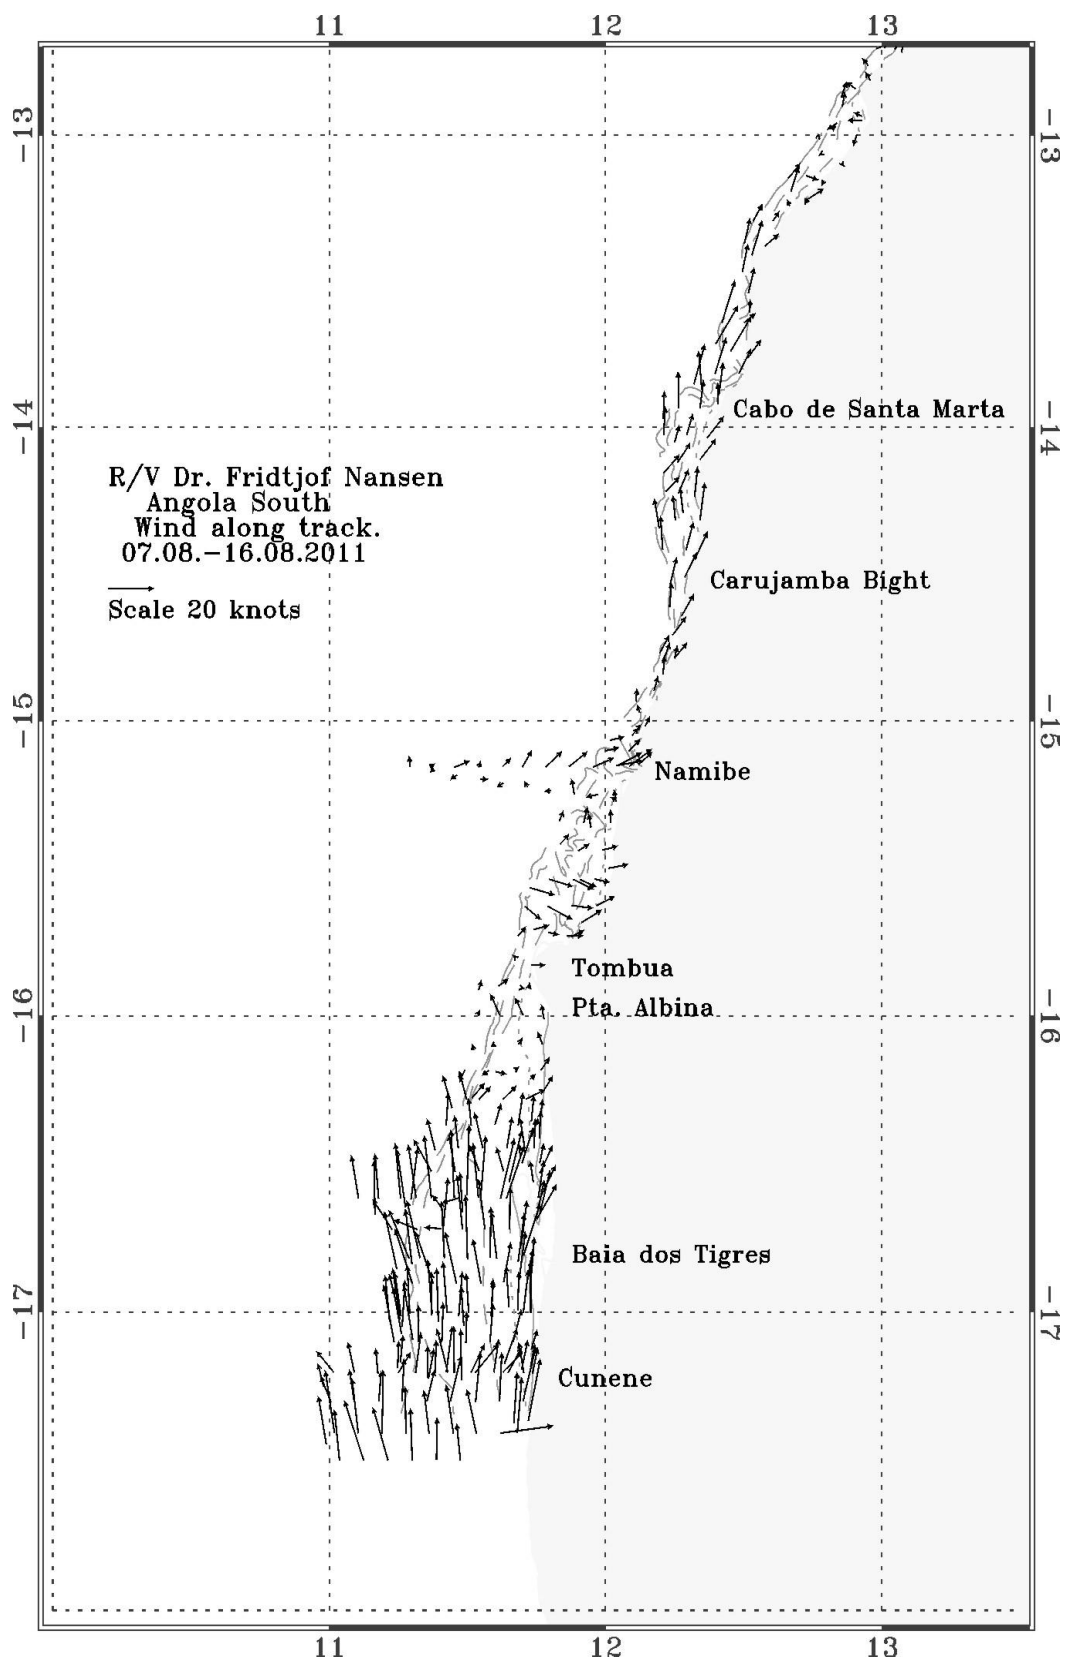 11 12 13
-13 -13
Cabo de Santa Marta
-14 -14
R/V Dr. Fridtjof Nansen
Angola South
Wind along track.
07.08.-16.08.2011
Carujamba Bight
Scale 20 knots
-15 -15
Namibe
Tombua
Pta. Albina
-16 -16
Baia dos Tigres
-17 -17
Cunene
11 12 13